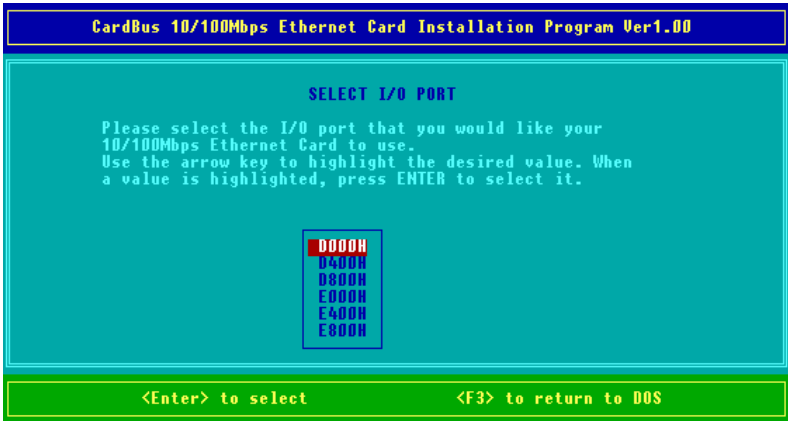 CardBus 10/100Mbps Ethernet Card Installation Program Ver1.00
SELECT I/O PORT
Please select the I/O port that you would like your
10/100Mbps Ethernet Card to use.
Use the arrow key to highlight the desired value. When
a value is highlighted, press ENTER to select it.
D000H
D400H
D800H
E000H
E400H
E800H
<Enter> to select <F3> to return to DOS